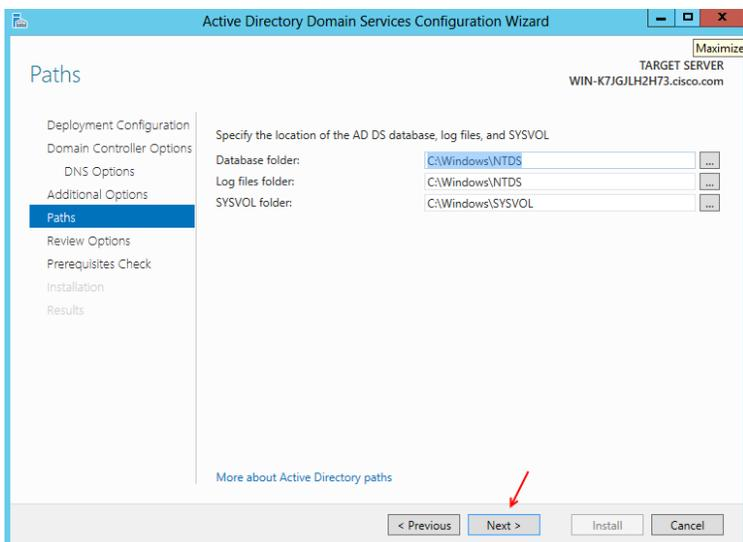 Active Directory Domain Services Configuration Wizard
Maximize
Paths
TARGET SERVER
WIN-K7JGJLH2H73.cisco.com
Deployment Configuration
Domain Controller Options
DNS Options
Additional Options
Paths
Review Options
Prerequisites Check
Installation
Results
Specify the location of the AD DS database, log files, and SYSVOL
Database folder: C:\Windows\NTDS ...
Log files folder: C:\Windows\NTDS ...
SYSVOL folder: C:\Windows\SYSVOL ...
More about Active Directory paths
< Previous Next > Install Cancel